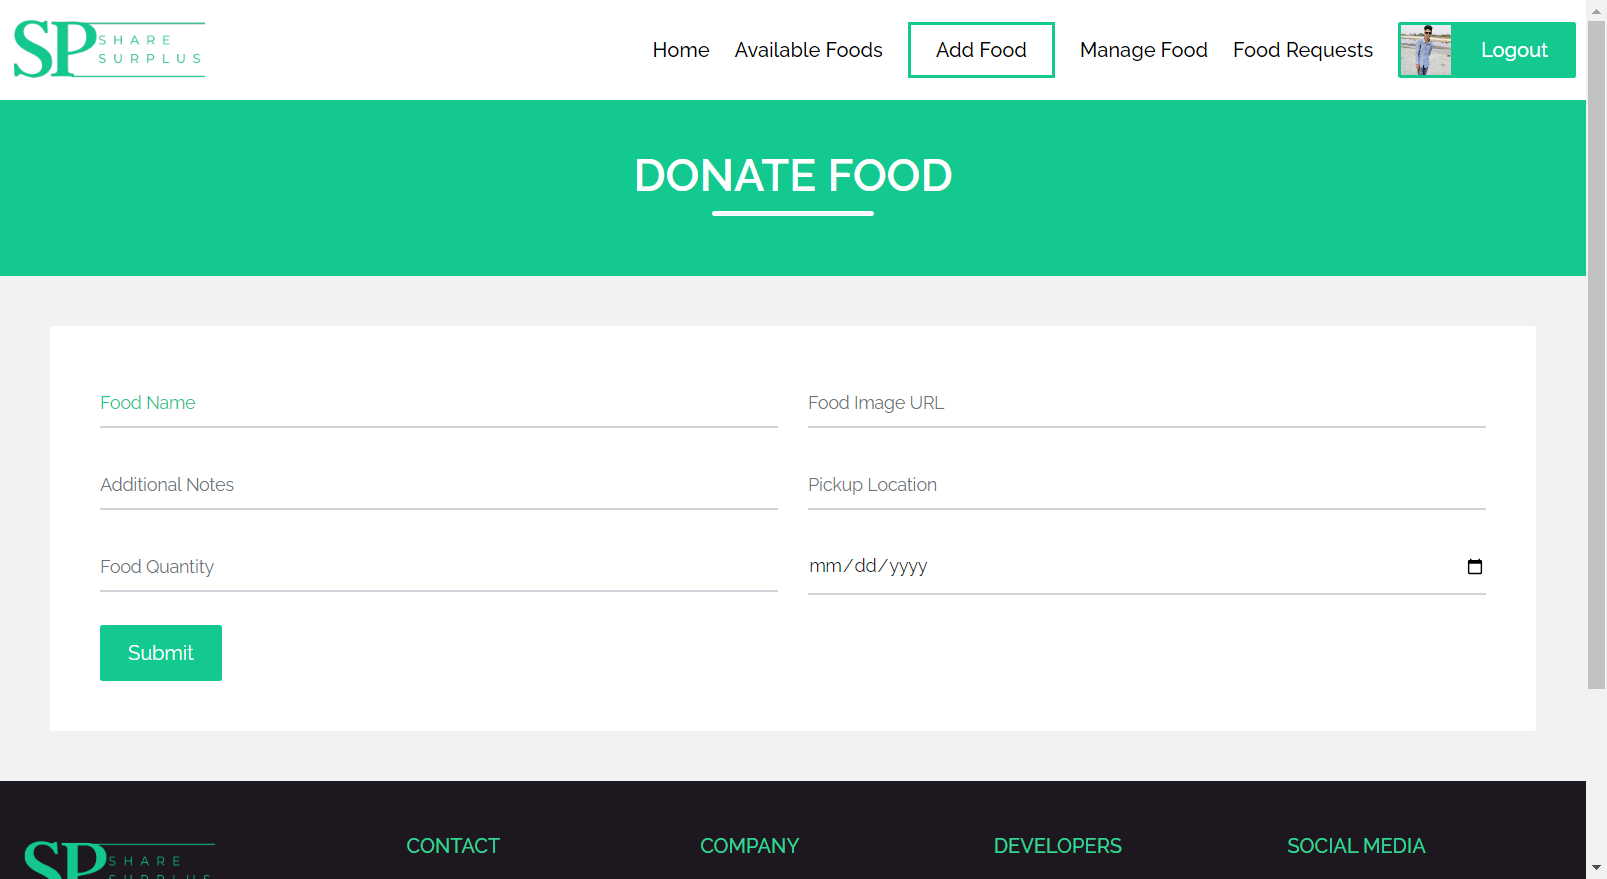 SP SHARE
SURPLUS
Home Available Foods Add Food Manage Food Food Requests Logout
DONATE FOOD
Food Name Food Image URL
Additional Notes Pickup Location
Food Quantity mm/dd/yyyy
Submit
SP SHARE
SURPLUS
CONTACT COMPANY DEVELOPERS SOCIAL MEDIA